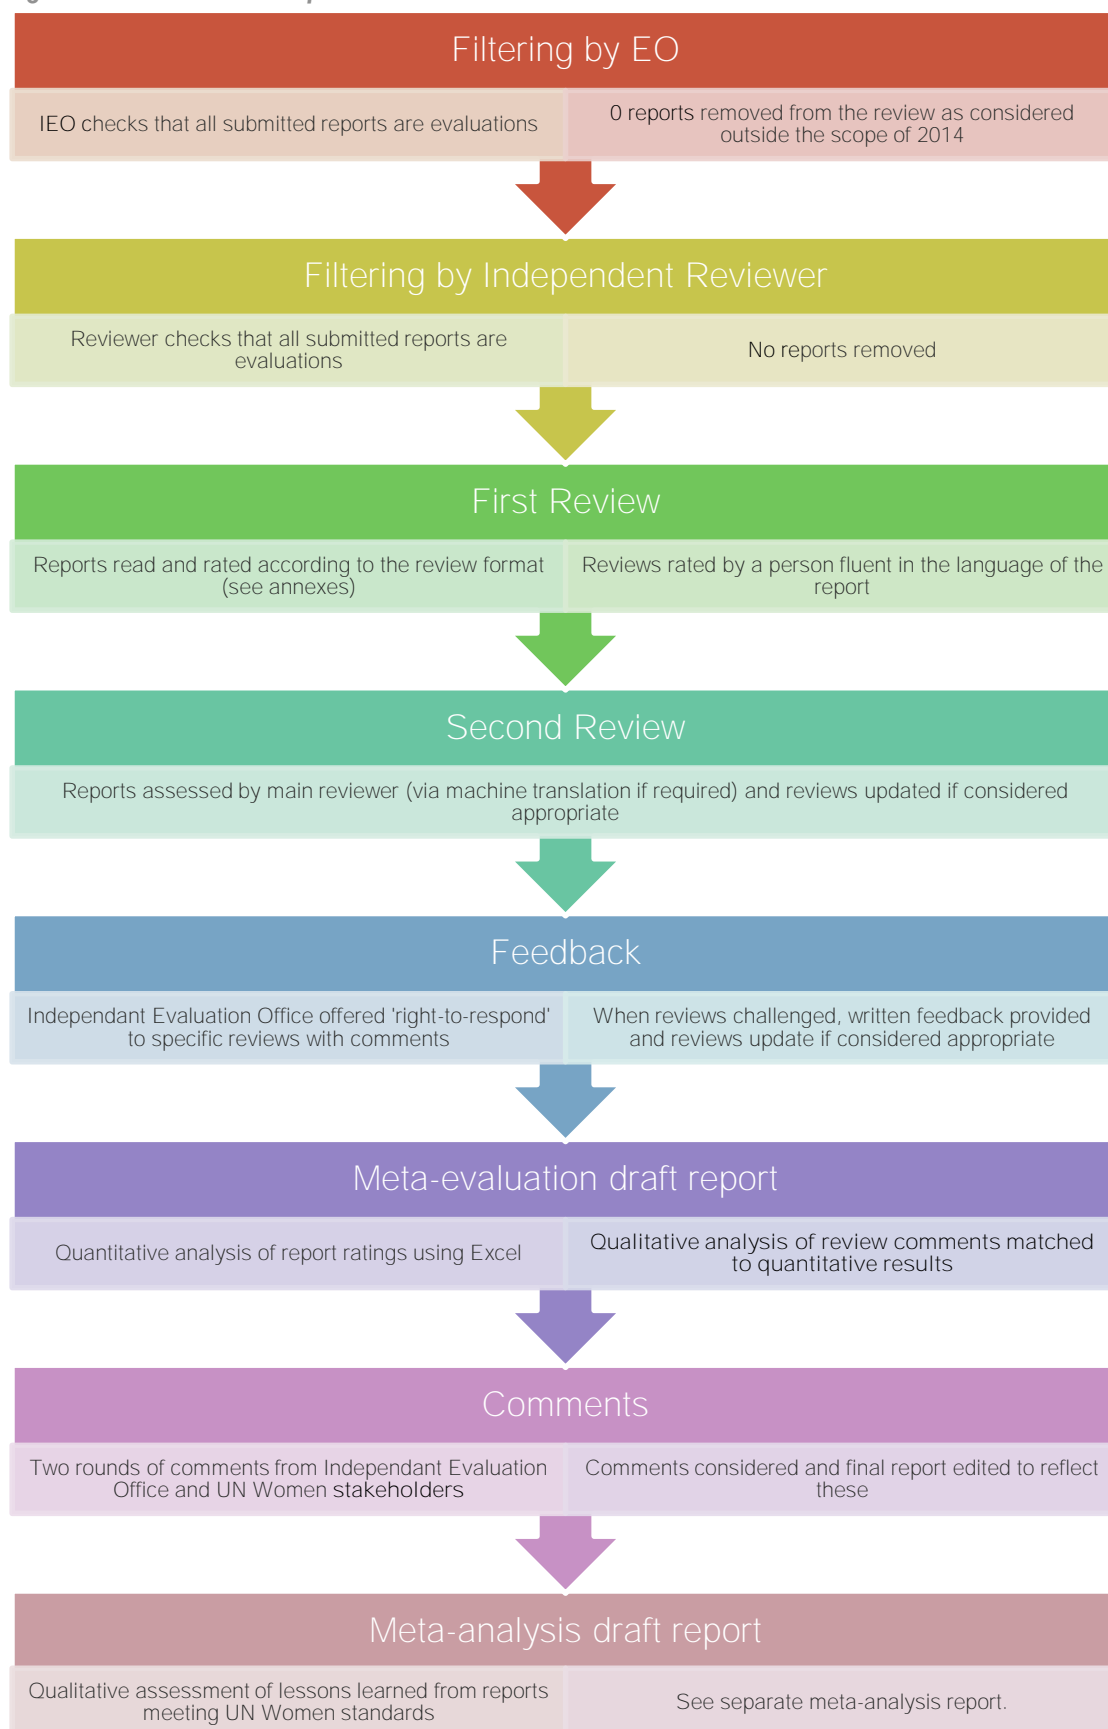 Filtering by EO
IEO checks that all submitted reports are evaluations
0 reports removed from the review as considered
outside the scope of 2014
Filtering by Independent Reviewer
Reviewer checks that all submitted reports are
evaluations
No reports removed
First Review
Reports read and rated according to the review format
(see annexes)
Reviews rated by a person fluent in the language of the
report
Second Review
Reports assessed by main reviewer (via machine translation if required) and reviews updated if considered
appropriate
Feedback
Independant Evaluation Office offered 'right-to-respond'
to specific reviews with comments
When reviews challenged, written feedback provided
and reviews update if considered appropriate
Meta-evaluation draft report
Quantitative analysis of report ratings using Excel
Qualitative analysis of review comments matched
to quantitative results
Comments
Two rounds of comments from Independant Evaluation
Office and UN Women stakeholders
Comments considered and final report edited to reflect
these
Meta-analysis draft report
Qualitative assessment of lessons learned from reports
meeting UN Women standards
See separate meta-analysis report.